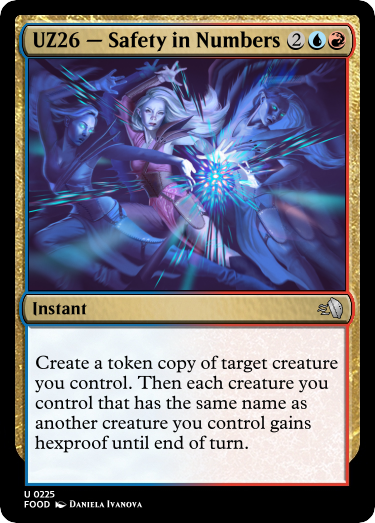 UZ26 — Safety in Numbers 2
Instant
Create a token copy of target creature
you control. Then each creature you
control that has the same name as
another creature you control gains
hexproof until end of turn.
U 0225
FOOD Daniela Ivanova